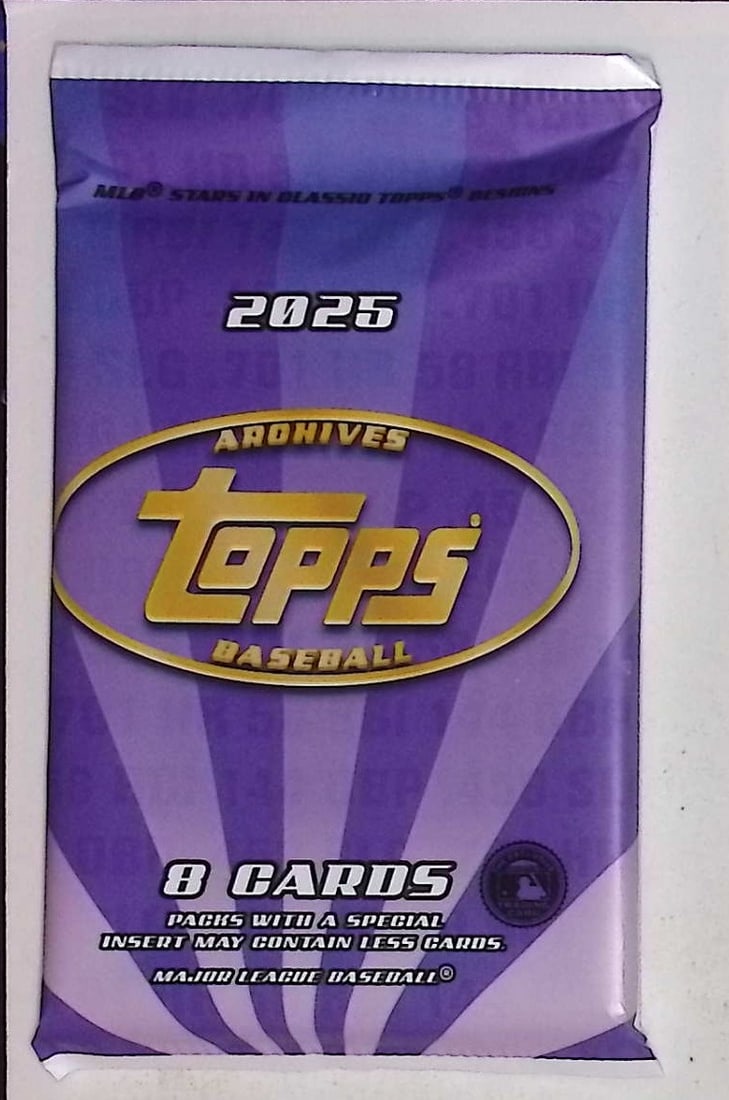 MLB® STARS IN CLASSIC TOPPS® DESIGNS
2025
ARCHIVES
topps
BASEBALL
8 CARDS
PACKS WITH A SPECIAL
INSERT MAY CONTAIN LESS CARDS.
MAJOR LEAGUE BASEBALL®